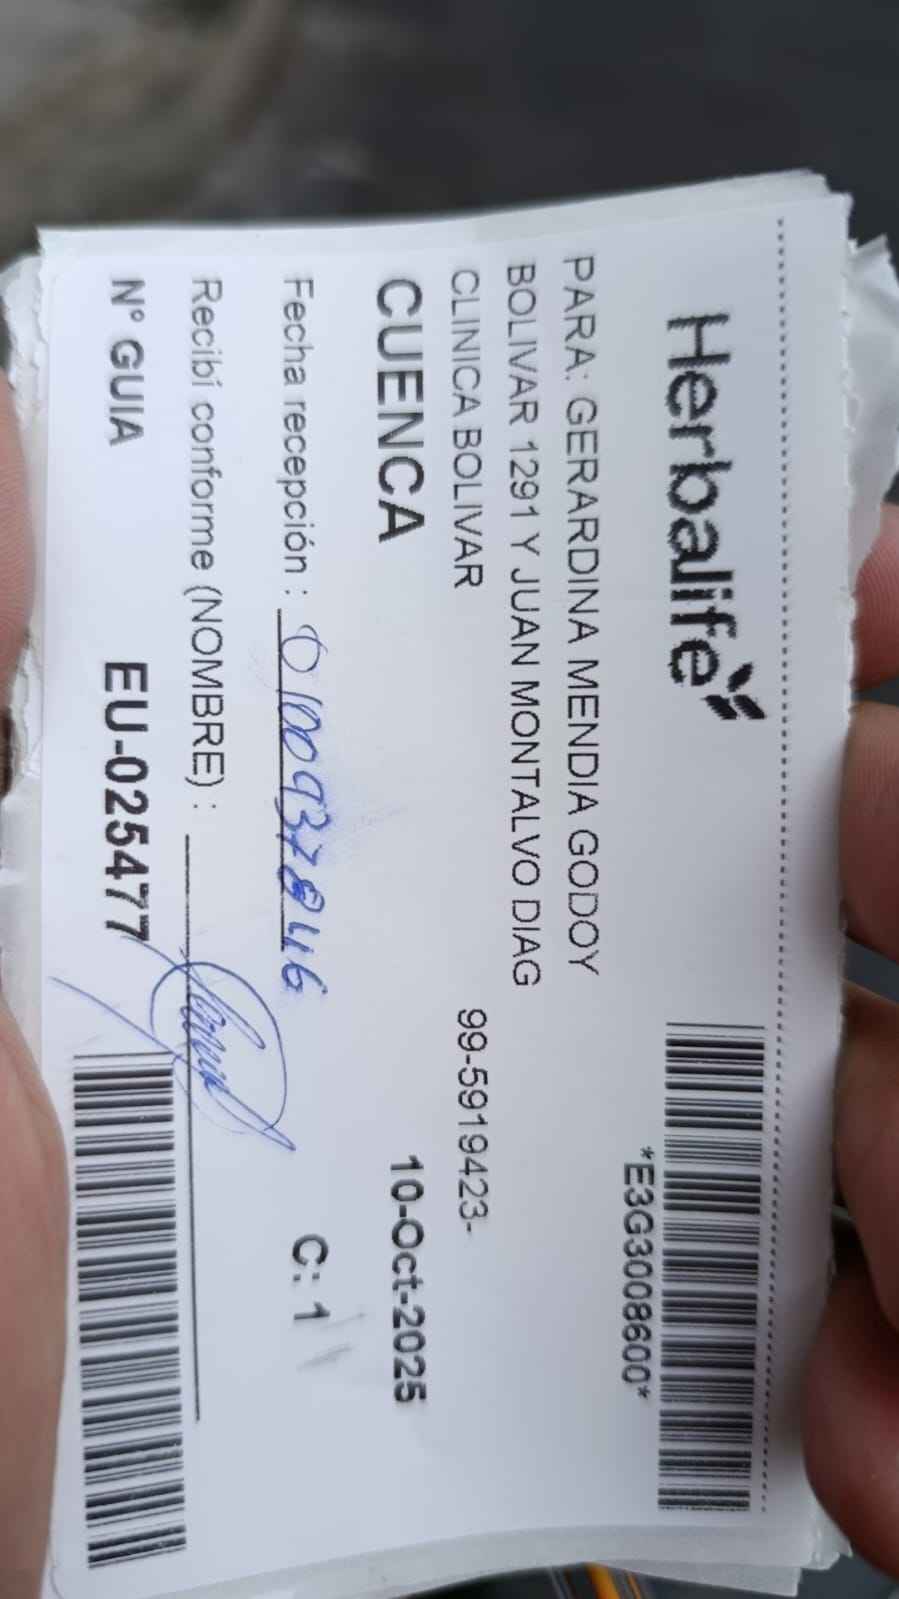 Herbalife
*E3G3008600*
PARA: GERARDINA MENDIA GODOY
BOLIVAR 1291 Y JUAN MONTALVO DIAG
CLINICA BOLIVAR 99-5919423-
CUENCA 10-Oct-2025
Fecha recepción : 0100937846
C: 1
Recibí conforme (NOMBRE) :
N° GUIA EU-025477